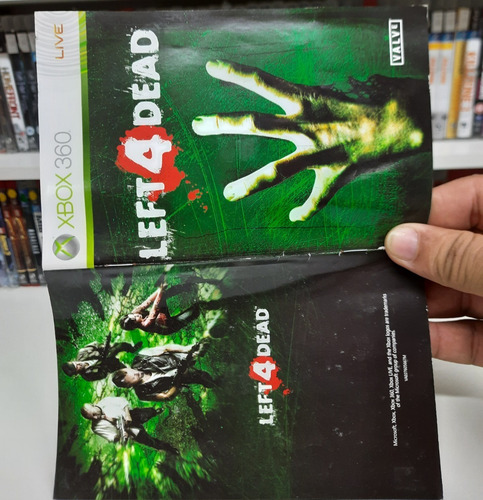 XBOX 360
LIVE
LEFT 4 DEAD
VALVE
LEFT 4 DEAD
Microsoft, Xbox, Xbox 360, Xbox LIVE, and the Xbox logos are trademarks
of the Microsoft group of companies.